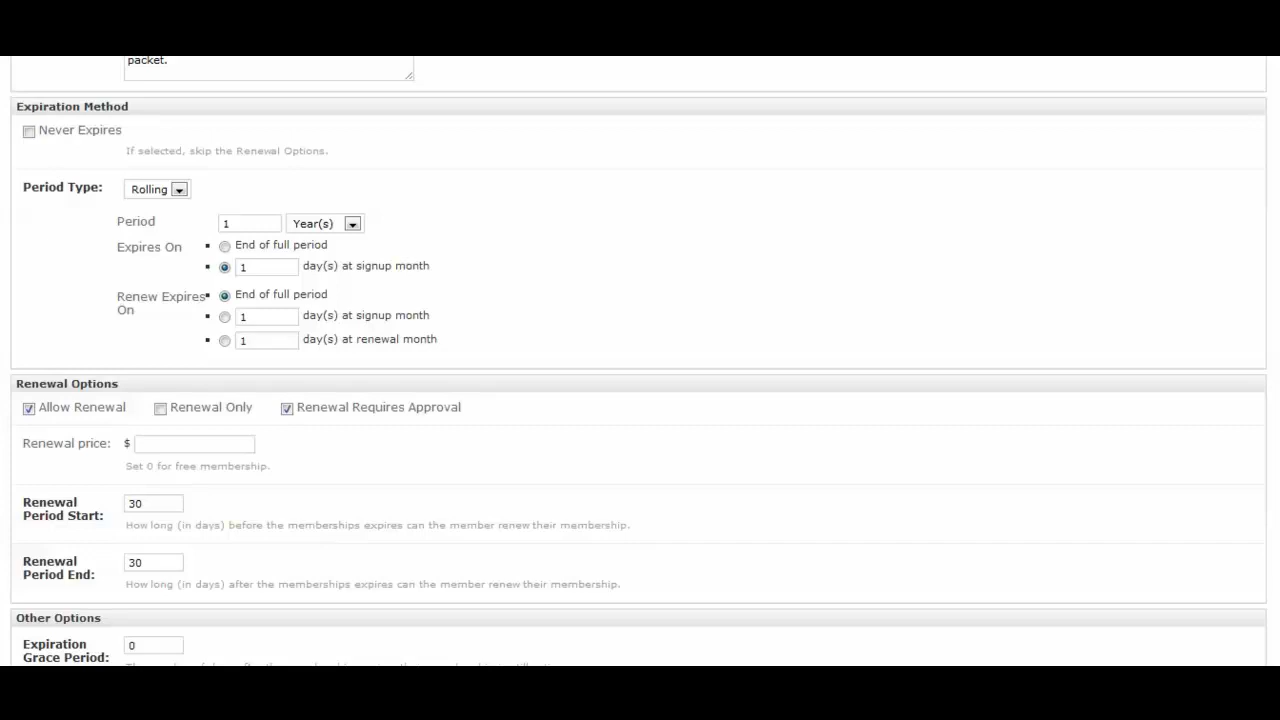 packet.
Expiration Method
Never Expires
If selected, skip the Renewal Options.
Period Type: Rolling
Period 1 Year(s)
Expires On End of full period
1 day(s) at signup month
Renew Expires On End of full period
1 day(s) at signup month
1 day(s) at renewal month
Renewal Options
Allow Renewal Renewal Only Renewal Requires Approval
Renewal price: $
Set 0 for free membership.
Renewal
Period Start: 30
How long (in days) before the memberships expires can the member renew their membership.
Renewal
Period End: 30
How long (in days) after the memberships expires can the member renew their membership.
Other Options
Expiration
Grace Period: 0